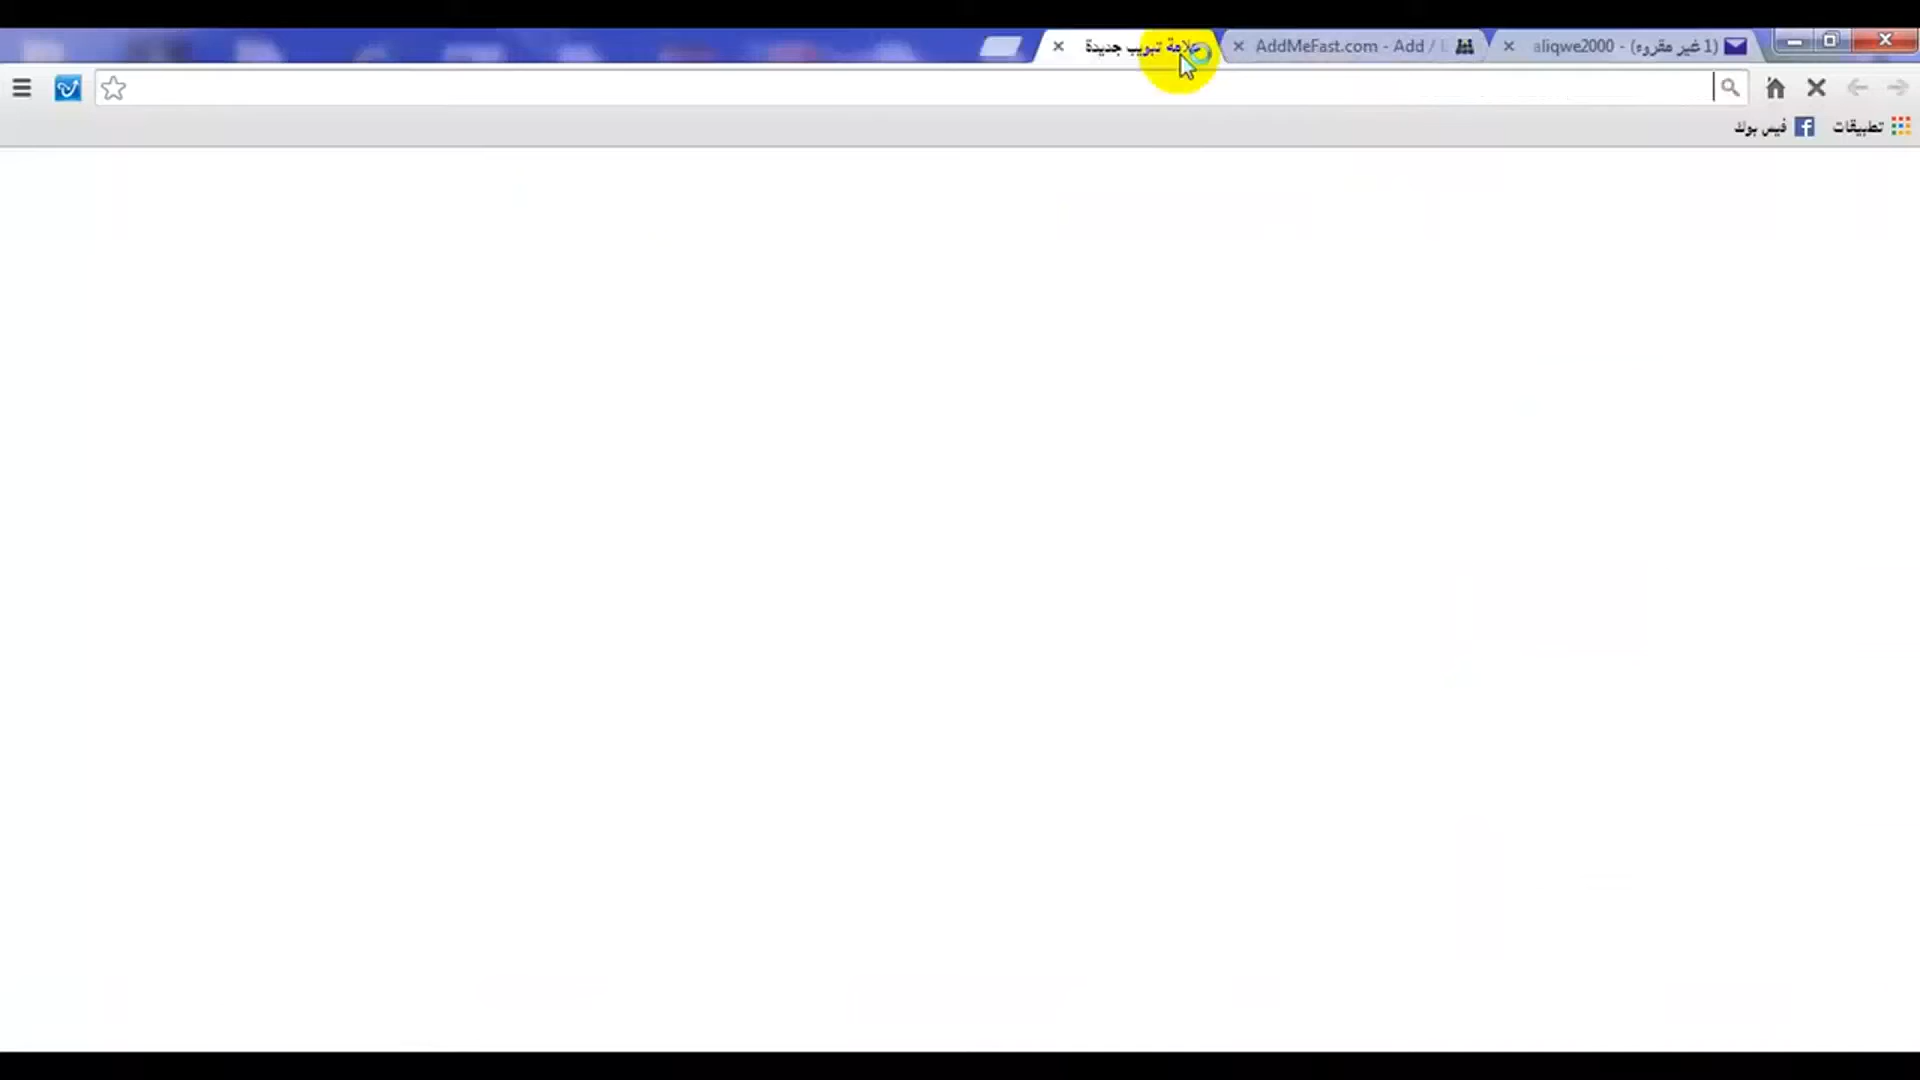 (1 غير مقروء) - aliqwe2000
AddMeFast.com - Add /
علامة تبويب جديدة
تطبيقات
فيس بوك